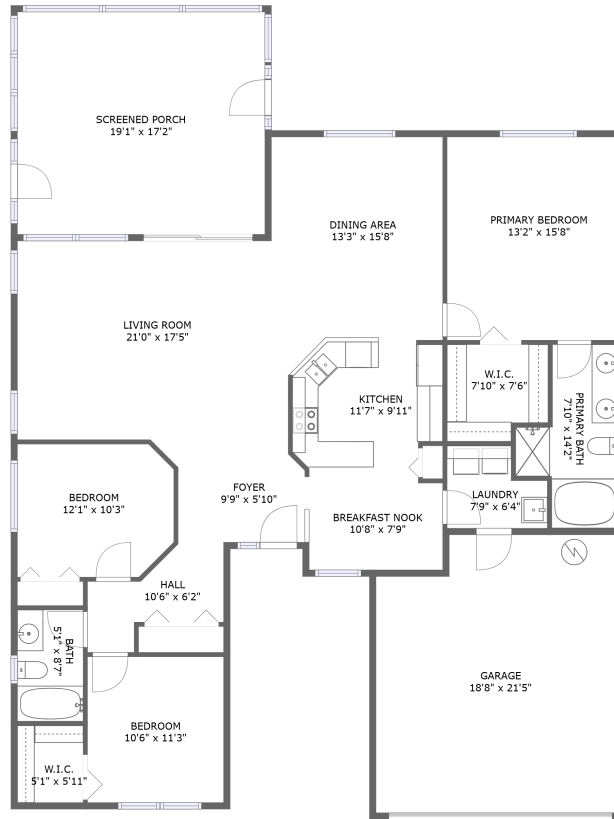 SCREENED PORCH
19'1" x 17'2"
DINING AREA
13'3" x 15'8"
PRIMARY BEDROOM
13'2" x 15'8"
LIVING ROOM
21'0" x 17'5"
KITCHEN
11'7" x 9'11"
W.I.C.
7'10" x 7'6"
PRIMARY BATH
7'10" x 14'2"
BEDROOM
12'1" x 10'3"
FOYER
9'9" x 5'10"
BREAKFAST NOOK
10'8" x 7'9"
LAUNDRY
7'9" x 6'4"
HALL
10'6" x 6'2"
BATH
5'1" x 8'7"
GARAGE
18'8" x 21'5"
BEDROOM
10'6" x 11'3"
W.I.C.
5'1" x 5'11"